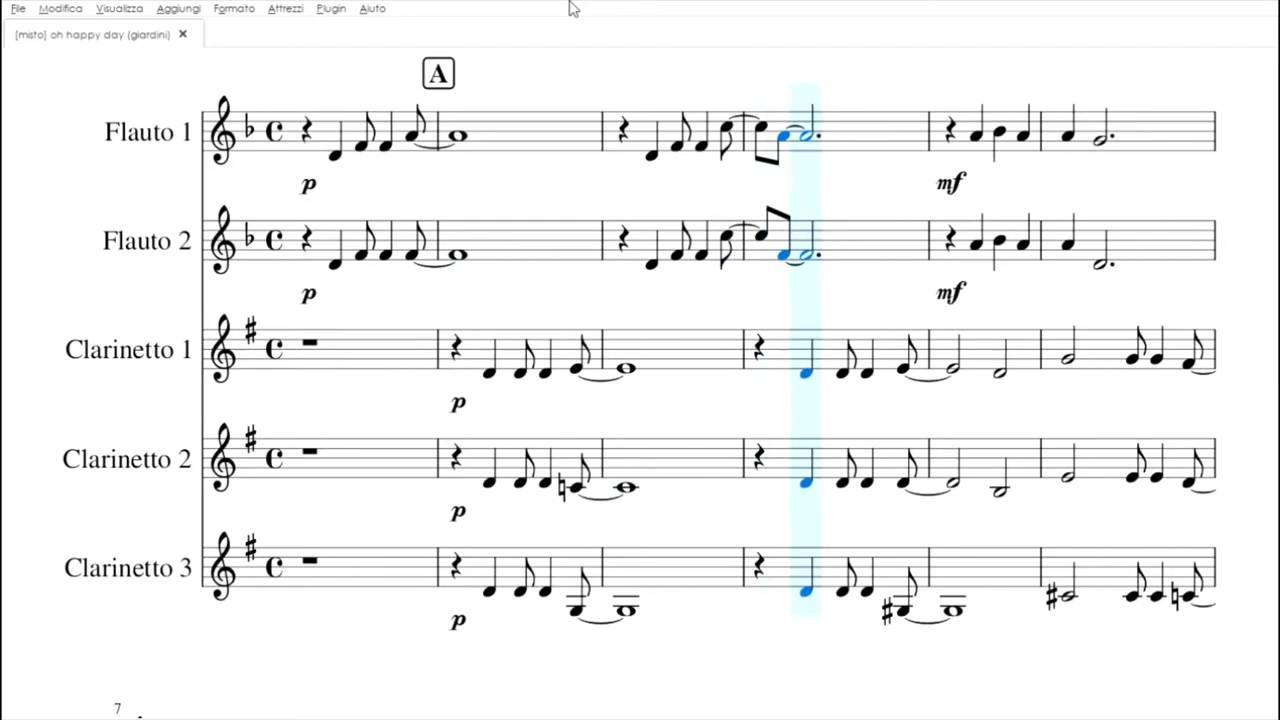 File Modifica Visualizza Aggiungi Formato Attrezzi Plugin Aiuto
[misto] oh happy day (giardini) ×
A
Flauto 1
p
mf
Flauto 2
p
mf
Clarinetto 1
p
Clarinetto 2
p
Clarinetto 3
p
7